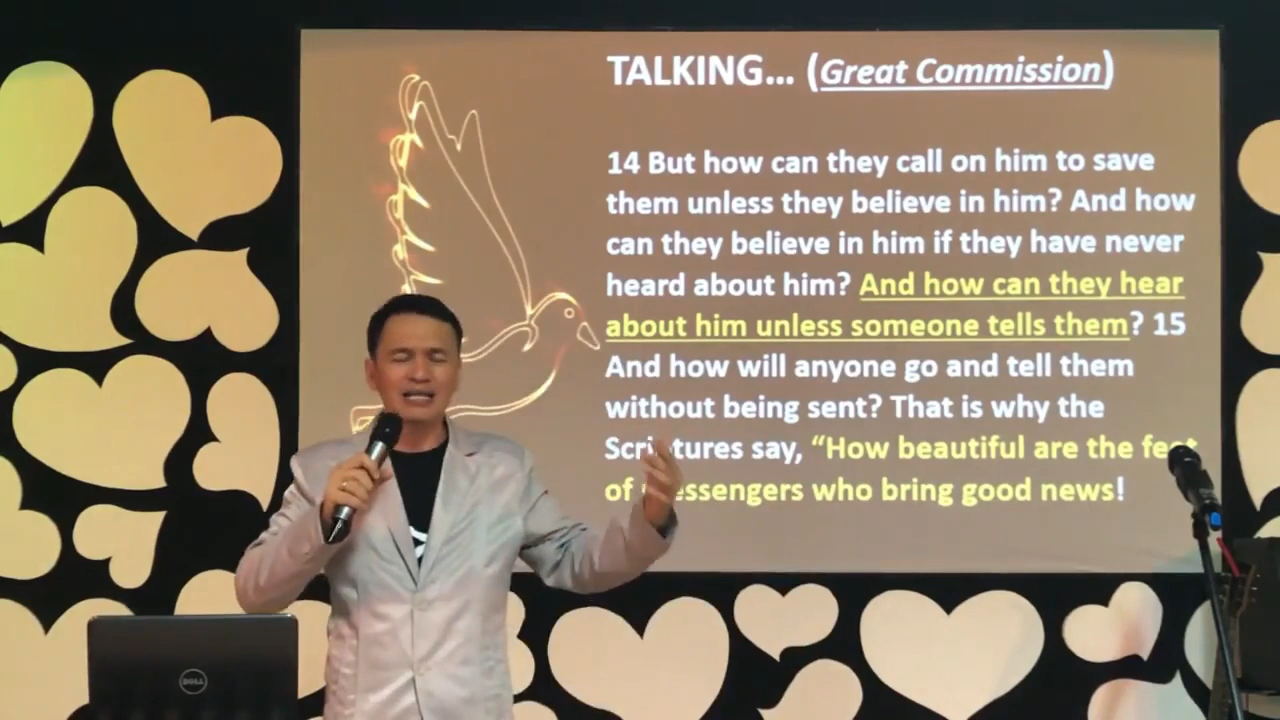 TALKING... (Great Commission)
14 But how can they call on him to save
them unless they believe in him? And how
can they believe in him if they have never
heard about him? And how can they hear
about him unless someone tells them? 15
And how will anyone go and tell them
without being sent? That is why the
Scriptures say, “How beautiful are the feet
of messengers who bring good news!
DELL